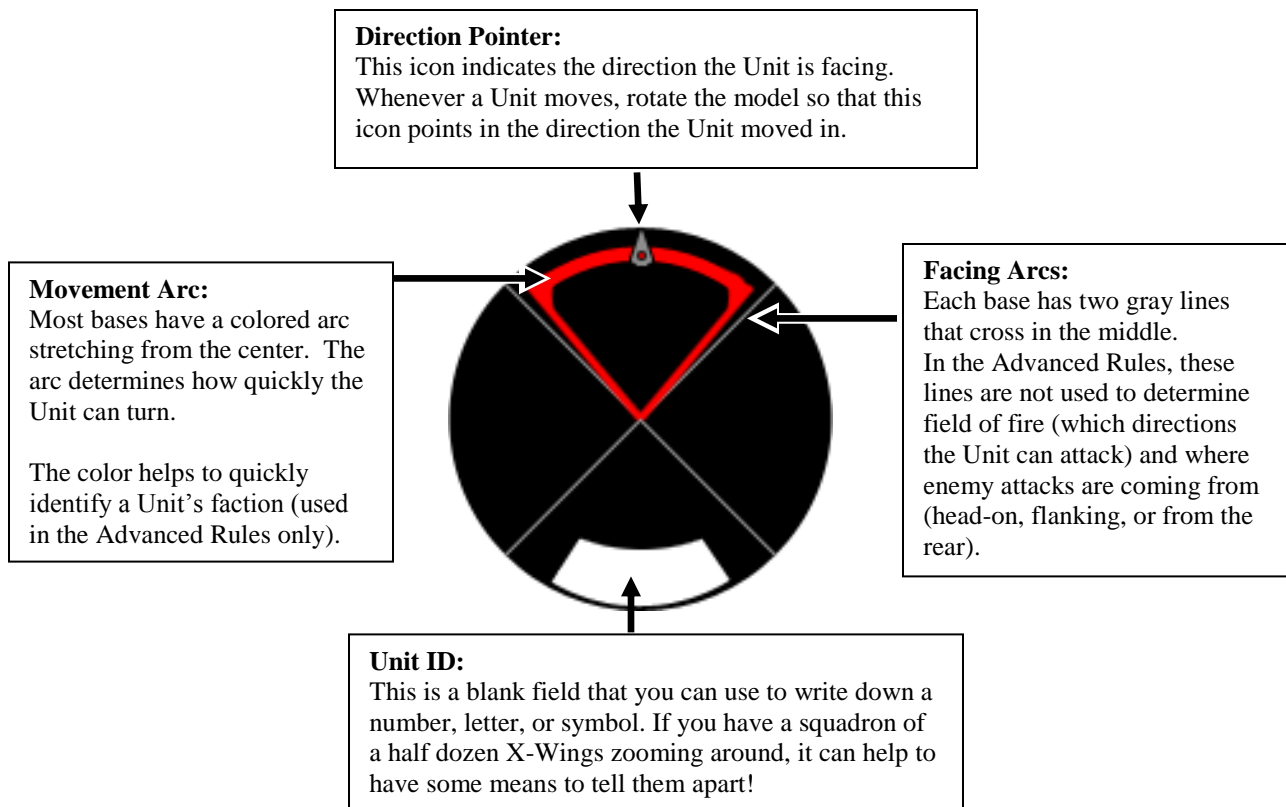 Direction Pointer:
This icon indicates the direction the Unit is facing.
Whenever a Unit moves, rotate the model so that this
icon points in the direction the Unit moved in.
Movement Arc:
Most bases have a colored arc
stretching from the center.  The
arc determines how quickly the
Unit can turn.
The color helps to quickly
identify a Unit’s faction (used
in the Advanced Rules only).
Facing Arcs:
Each base has two gray lines
that cross in the middle.
In the Advanced Rules, these
lines are not used to determine
field of fire (which directions
the Unit can attack) and where
enemy attacks are coming from
(head-on, flanking, or from the
rear).
Unit ID:
This is a blank field that you can use to write down a
number, letter, or symbol. If you have a squadron of
a half dozen X-Wings zooming around, it can help to
have some means to tell them apart!